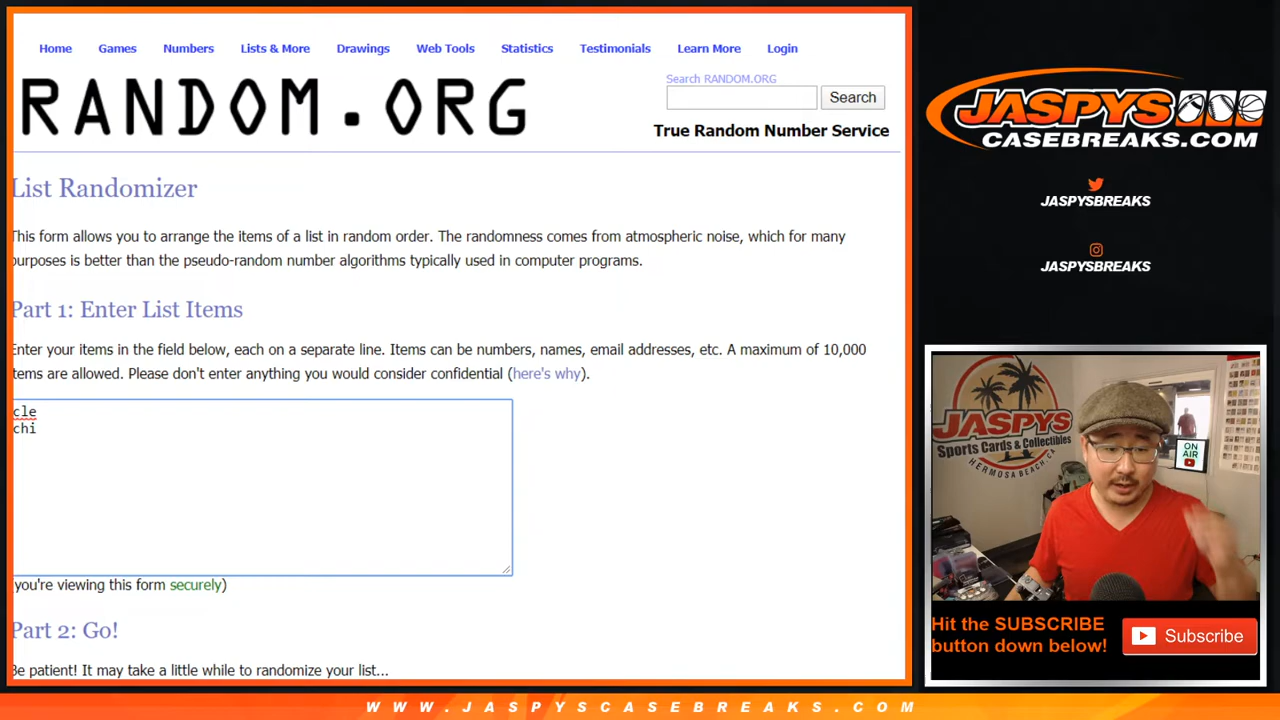 Home Games Numbers Lists & More Drawings Web Tools Statistics Testimonials Learn More Login
RANDOM.ORG
Search RANDOM.ORG
Search
True Random Number Service
List Randomizer
This form allows you to arrange the items of a list in random order. The randomness comes from atmospheric noise, which for many
purposes is better than the pseudo-random number algorithms typically used in computer programs.
Part 1: Enter List Items
Enter your items in the field below, each on a separate line. Items can be numbers, names, email addresses, etc. A maximum of 10,000
items are allowed. Please don't enter anything you would consider confidential (here's why).
cle
chi
(you're viewing this form securely)
Part 2: Go!
Be patient! It may take a little while to randomize your list...
JASPYS
CASEBREAKS.COM
JASPYSBREAKS
JASPYSBREAKS
JASPYS
Sports Cards & Collectibles
HERMOSA BEACH, CA
ON
AIR
Hit the SUBSCRIBE
button down below!
Subscribe
WWW.JASPYSCASEBREAKS.COM